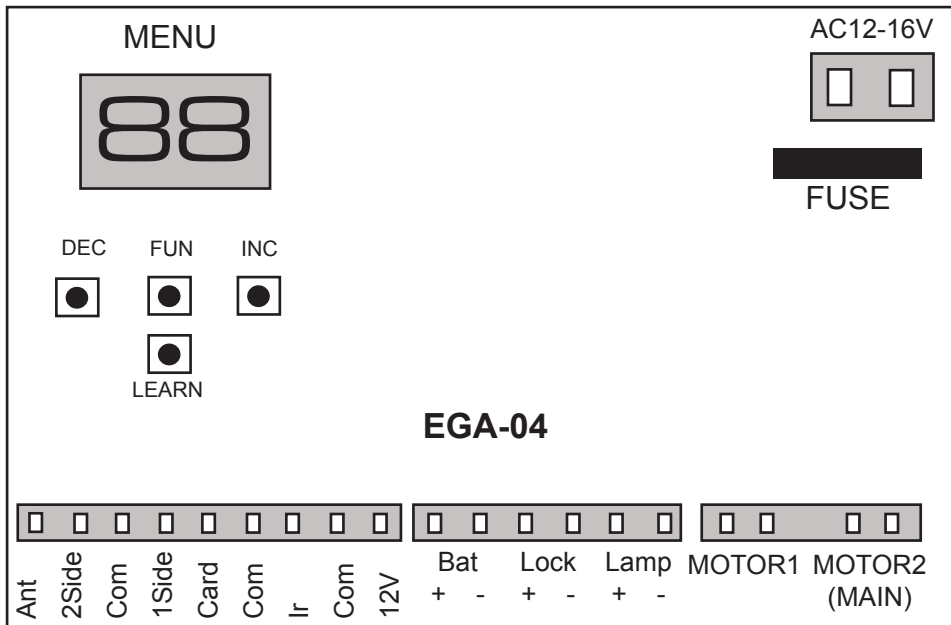 MENU
AC12-16V
88
FUSE
DEC FUN INC
LEARN
EGA-04
Ant 2Side Com 1Side Card Com Ir Com 12V
Bat Lock Lamp MOTOR1 MOTOR2
+ - + - + - (MAIN)